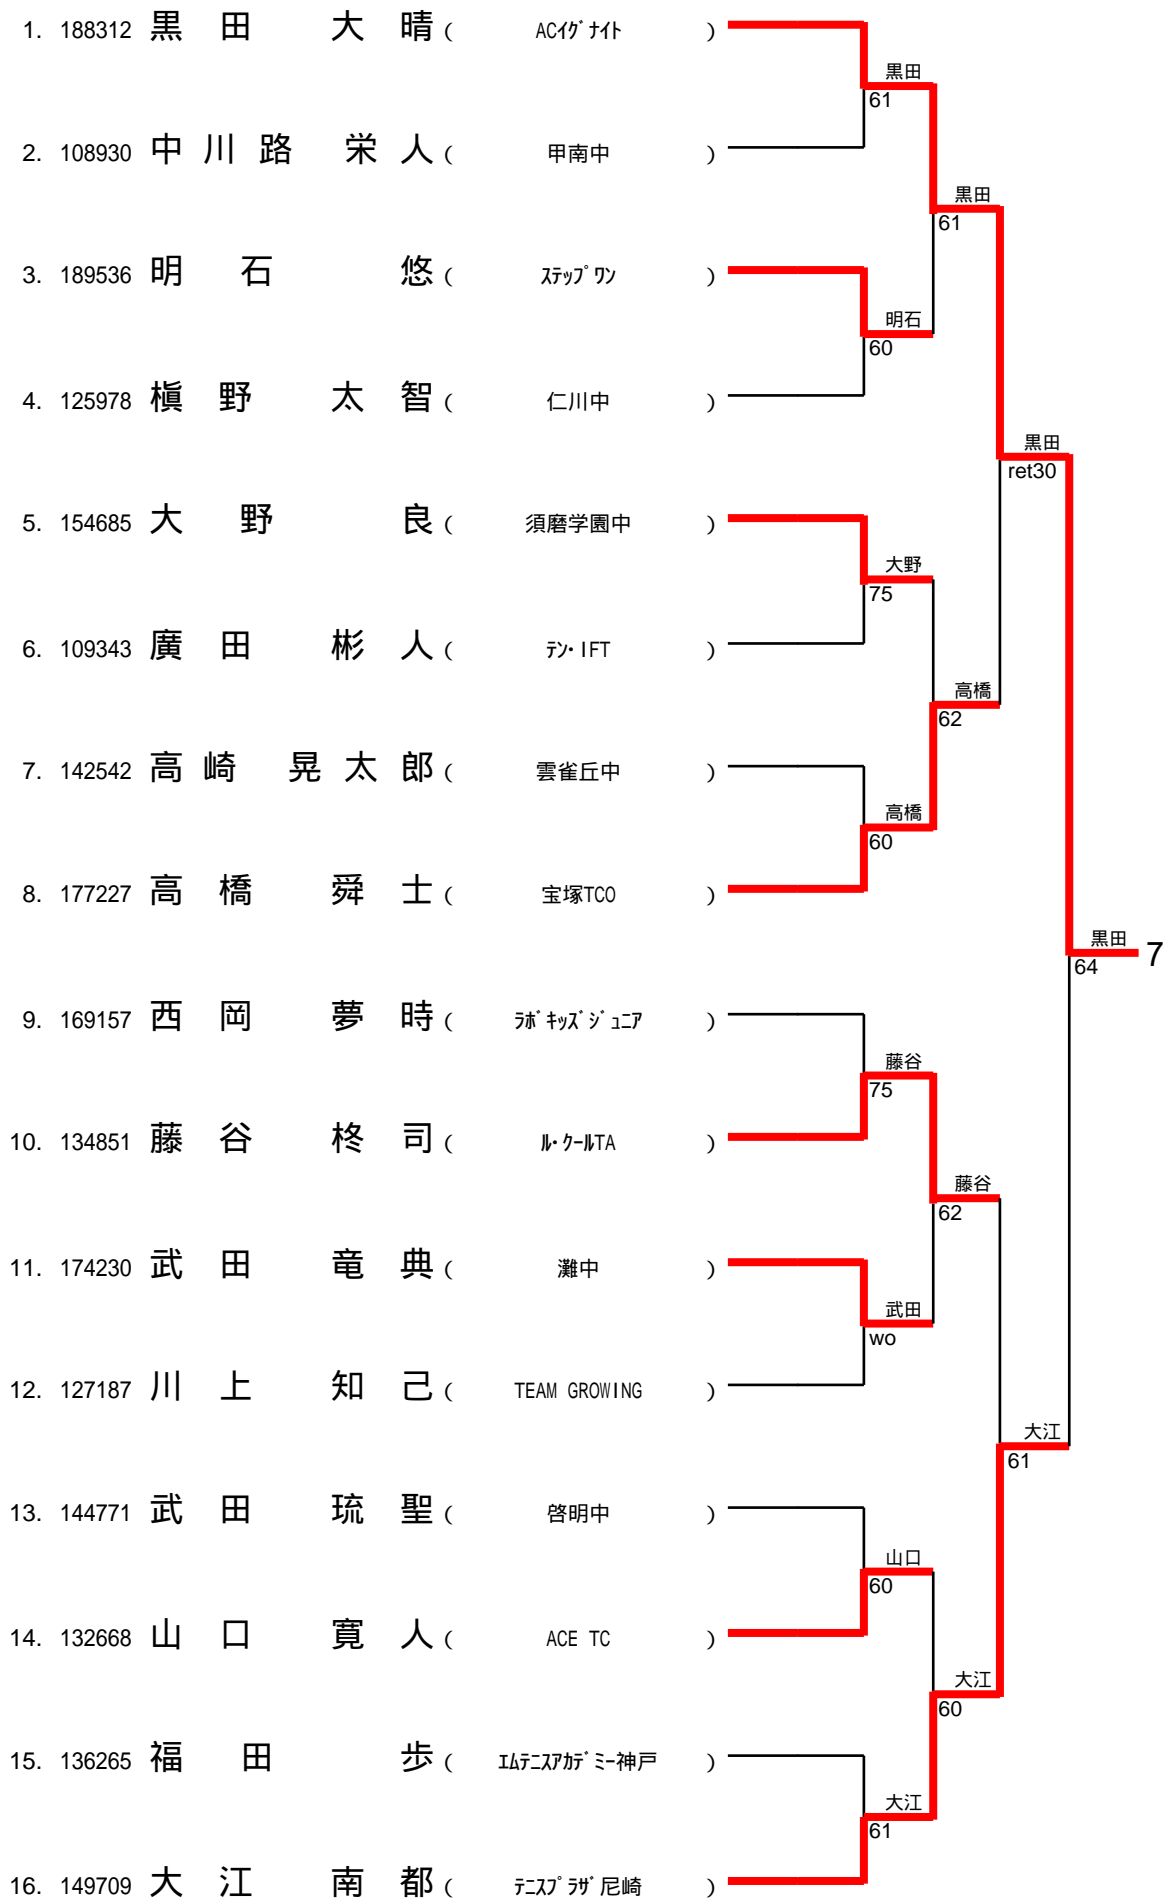 1. 188312 黒田 大晴 ( ACｲｸﾞﾅｲﾄ )
黒田
61
2. 108930 中川路 栄人 ( 甲南中 )
黒田
61
3. 189536 明石 悠 ( ｽﾃｯﾌﾟﾜﾝ )
明石
60
4. 125978 槇野 太智 ( 仁川中 )
黒田
ret30
5. 154685 大野 良 ( 須磨学園中 )
大野
75
6. 109343 廣田 彬人 ( ﾃﾝ･IFT )
高橋
62
7. 142542 高崎 晃太郎 ( 雲雀丘中 )
高橋
60
8. 177227 高橋 舜士 ( 宝塚TCO )
黒田 7
64
9. 169157 西岡 夢時 ( ﾗﾎﾞｷｯｽﾞｼﾞｭﾆｱ )
藤谷
75
10. 134851 藤谷 柊司 ( ﾙ･ｸｰﾙTA )
藤谷
62
11. 174230 武田 竜典 ( 灘中 )
武田
wo
12. 127187 川上 知己 ( TEAM GROWING )
大江
61
13. 144771 武田 琉聖 ( 啓明中 )
山口
60
14. 132668 山口 寛人 ( ACE TC )
大江
60
15. 136265 福田 歩 ( ｴﾑﾃﾆｽｱｶﾃﾞﾐｰ神戸 )
大江
61
16. 149709 大江 南都 ( ﾃﾆｽﾌﾟﾗｻﾞ尼崎 )